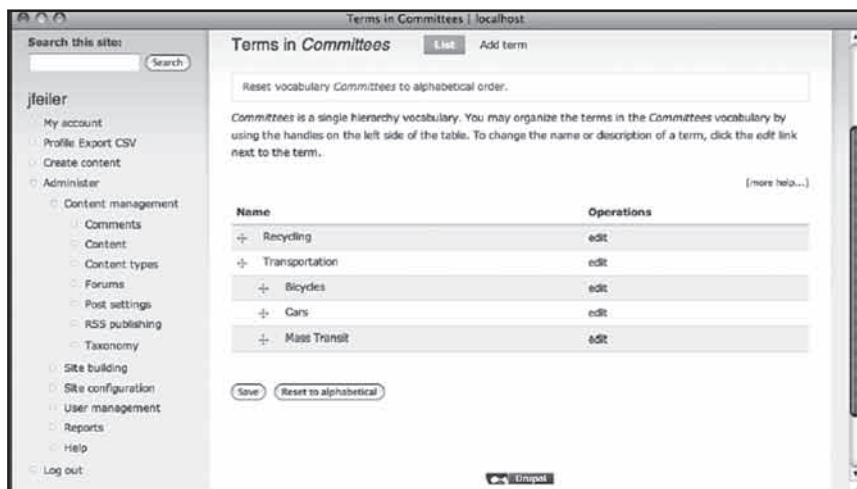 Terms in Committees | localhost
Search this site:
Search
jfeiler
My account
Profile Export CSV
Create content
Administer
Content management
Comments
Content
Content types
Forums
Post settings
RSS publishing
Taxonomy
Site building
Site configuration
User management
Reports
Help
Log out
Terms in Committees List Add term
Reset vocabulary Committees to alphabetical order.
Committees is a single hierarchy vocabulary. You may organize the terms in the Committees vocabulary by
using the handles on the left side of the table. To change the name or description of a term, click the edit link
next to the term.
[more help...]
Name Operations
Recycling edit
Transportation edit
Bicycles edit
Cars edit
Mass Transit edit
Save Reset to alphabetical
Drupal